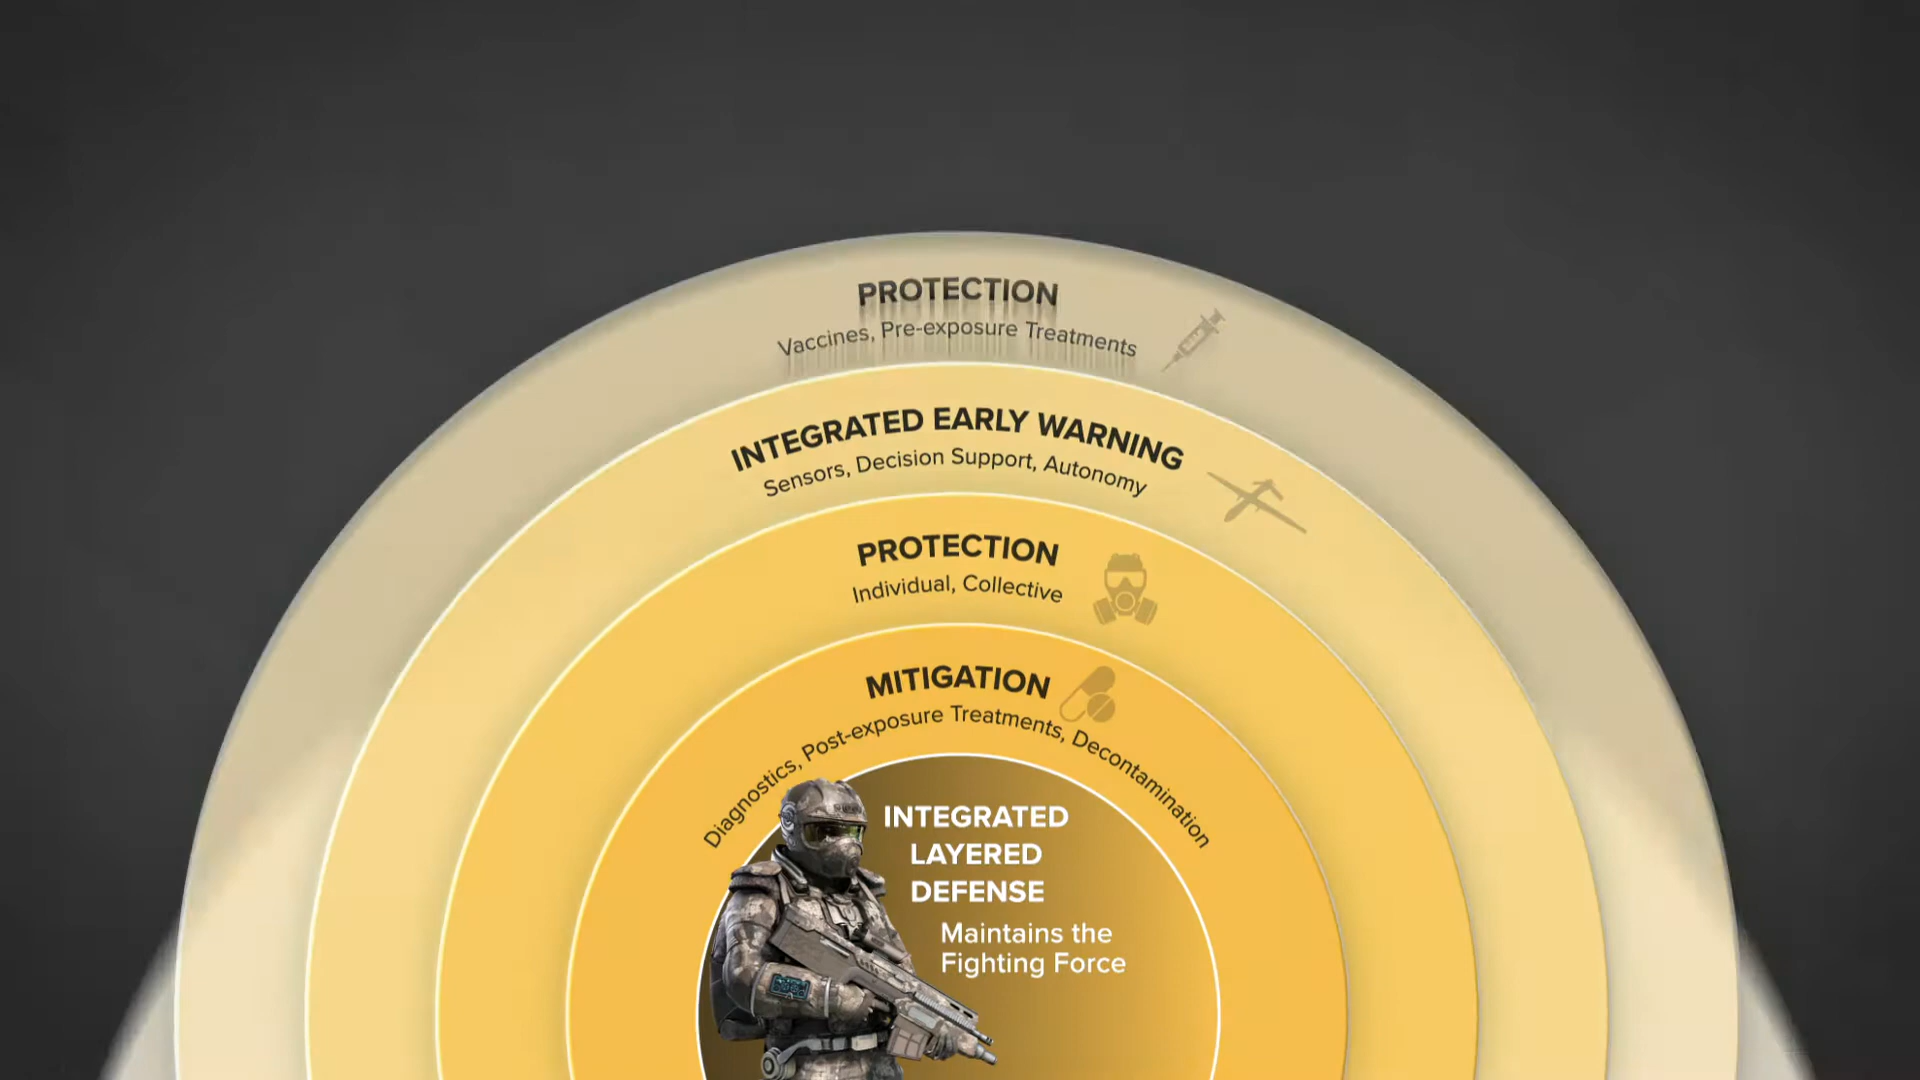 PROTECTION
Vaccines, Pre-exposure Treatments
INTEGRATED EARLY WARNING
Sensors, Decision Support, Autonomy
PROTECTION
Individual, Collective
MITIGATION
Diagnostics, Post-exposure Treatments, Decontamination
INTEGRATED
LAYERED
DEFENSE
Maintains the
Fighting Force